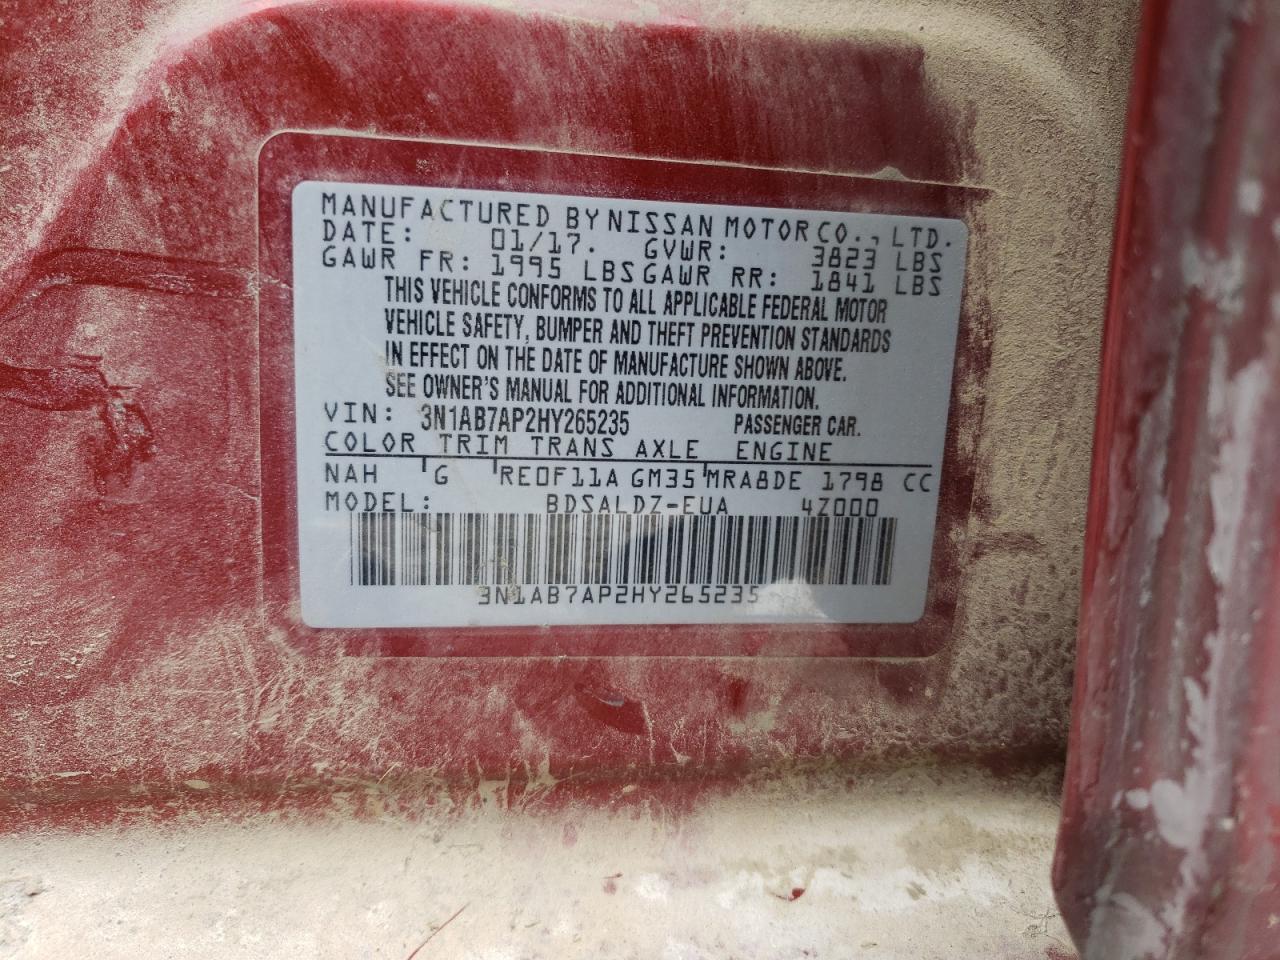 MANUFACTURED BY NISSAN MOTOR CO., LTD.
DATE: 01/17. GVWR: 3823 LBS
GAWR FR: 1995 LBS GAWR RR: 1841 LBS
THIS VEHICLE CONFORMS TO ALL APPLICABLE FEDERAL MOTOR
VEHICLE SAFETY, BUMPER AND THEFT PREVENTION STANDARDS
IN EFFECT ON THE DATE OF MANUFACTURE SHOWN ABOVE.
SEE OWNER'S MANUAL FOR ADDITIONAL INFORMATION.
VIN: 3N1AB7AP2HY265235 PASSENGER CAR.
COLOR TRIM TRANS AXLE ENGINE
NAH G RE0F11A GM35 MRA8DE 1798 CC
MODEL: BDSALDZ-EUA 4Z000
3N1AB7AP2HY265235